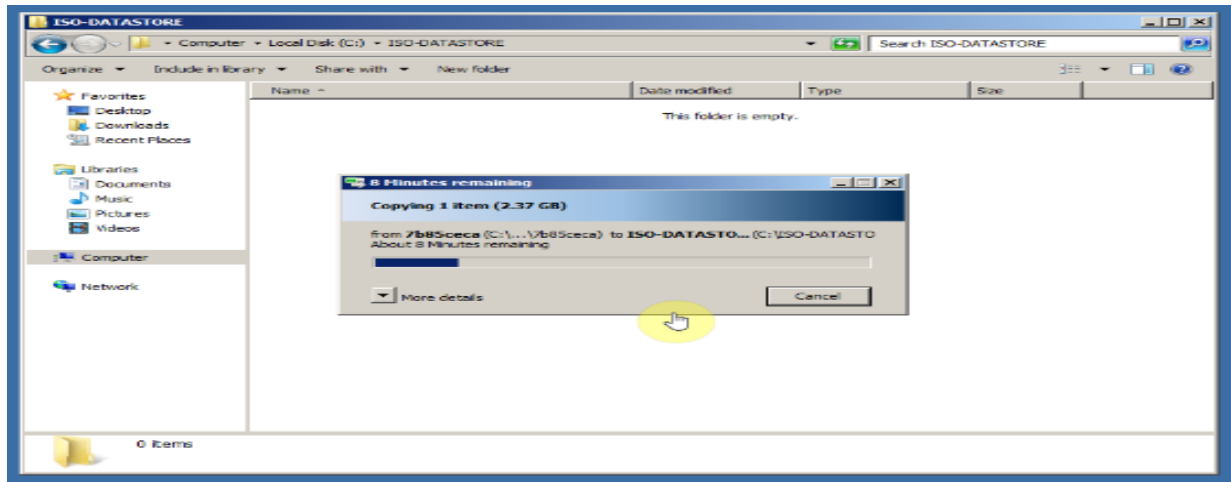 ISO-DATASTORE
Computer Local Disk (C:) ISO-DATASTORE
Search ISO-DATASTORE
Organize Include in library Share with New folder
Name Date modified Type Size
This folder is empty.
Favorites
Desktop
Downloads
Recent Places
Libraries
Documents
Music
Pictures
Videos
Computer
Network
8 Minutes remaining
Copying 1 item (2.37 GB)
from 7b85ceca (C:\...\7b85ceca) to ISO-DATASTO... (C:\ISO-DATASTO
About 8 Minutes remaining
More details Cancel
0 items